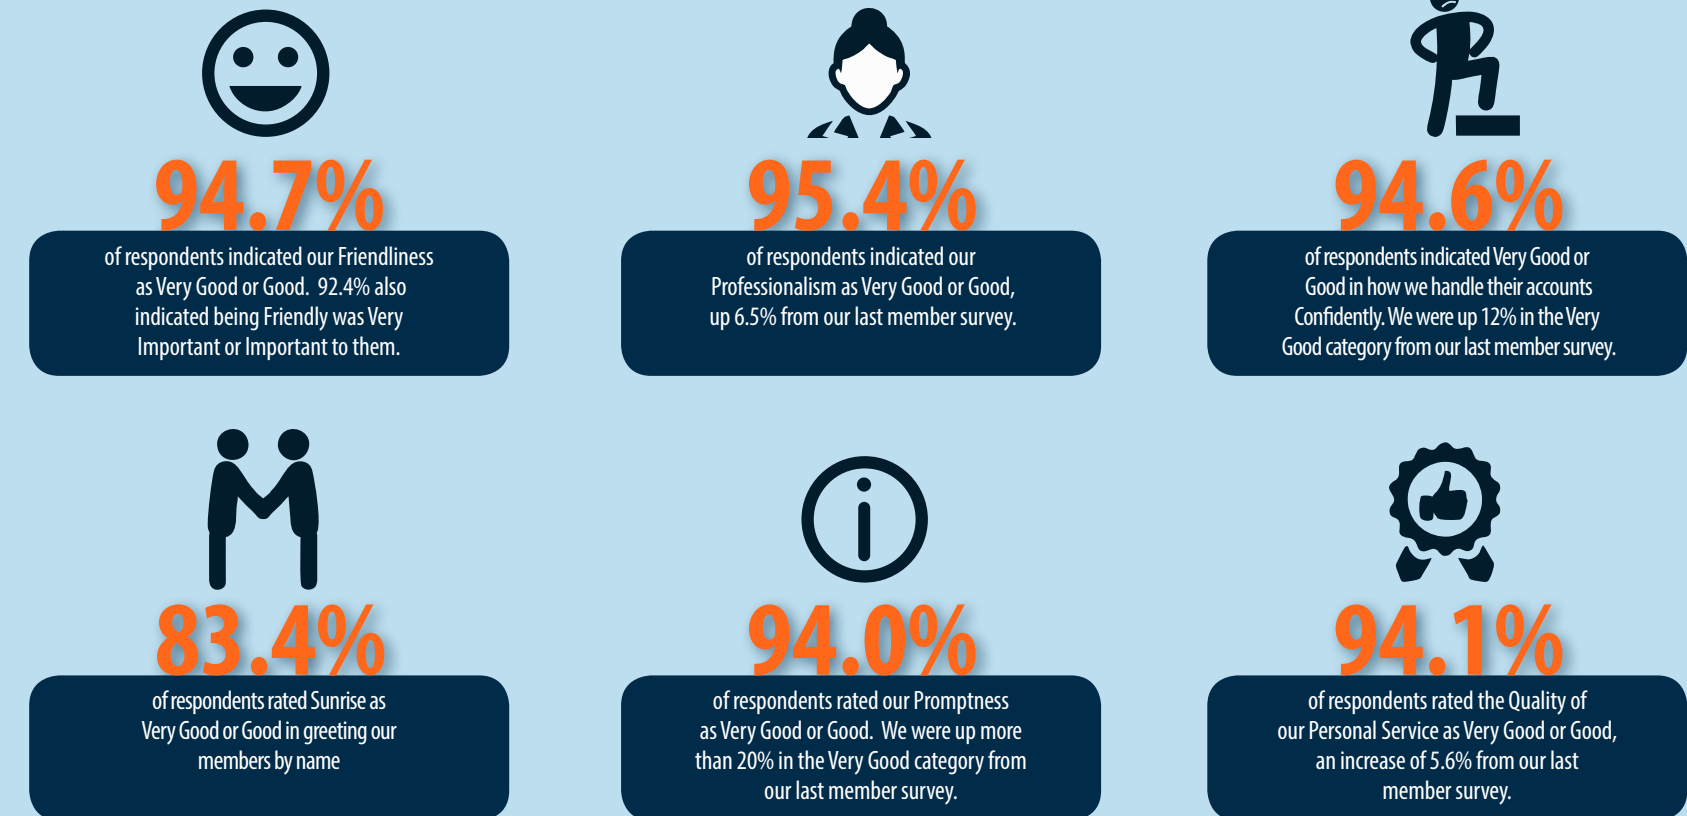 94.7%
of respondents indicated our Friendliness
as Very Good or Good.  92.4% also
indicated being Friendly was Very
Important or Important to them.
95.4%
of respondents indicated our
Professionalism as Very Good or Good,
up 6.5% from our last member survey.
94.6%
of respondents indicated Very Good or
Good in how we handle their accounts
Confidently. We were up 12% in the Very
Good category from our last member survey.
83.4%
of respondents rated Sunrise as
Very Good or Good in greeting our
members by name
94.0%
of respondents rated our Promptness
as Very Good or Good.  We were up more
than 20% in the Very Good category from
our last member survey.
94.1%
of respondents rated the Quality of
our Personal Service as Very Good or Good,
an increase of 5.6% from our last
member survey.